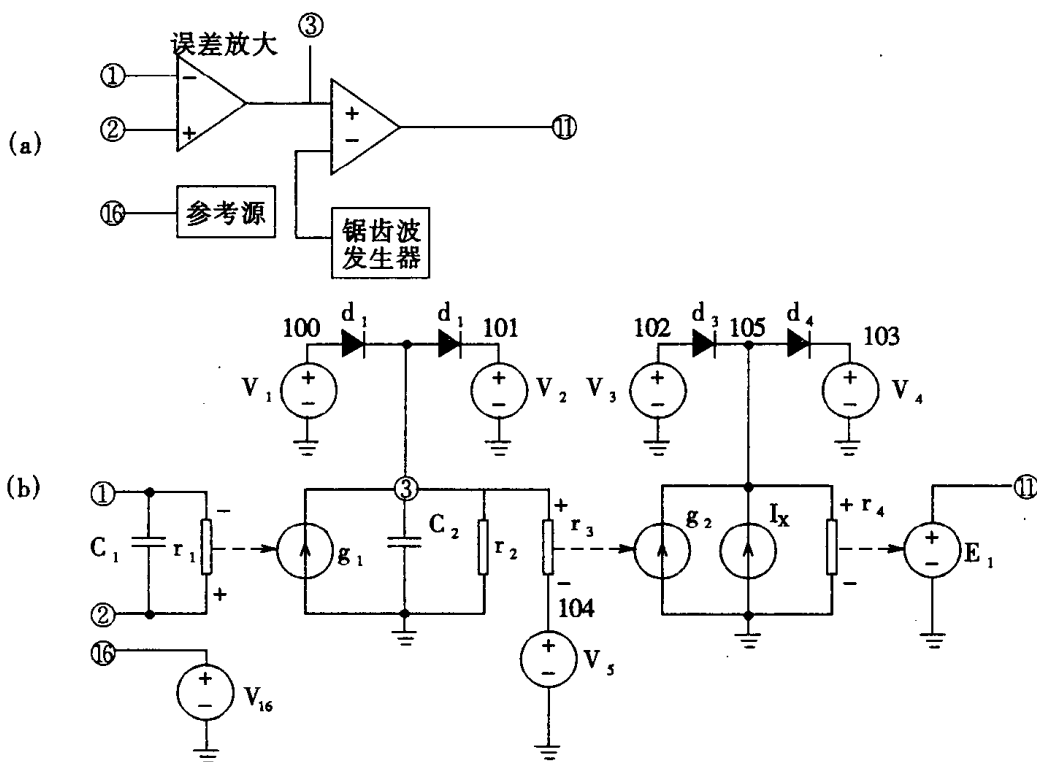 误差放大
③
①
−
②
+
+
−
⑪
(a)
⑯
参考源
锯齿波
发生器
100
d₁
d₁
101
102
d₃
105
d₄
103
V₁
+
−
+
−
V₂
V₃
+
−
+
−
V₄
(b)
①
−
C₁
r₁
+
②
g₁
③
C₂
r₂
+
r₃
−
104
g₂
Iₓ
+
r₄
−
+
−
E₁
⑪
⑯
+
−
V₁₆
+
−
V₅